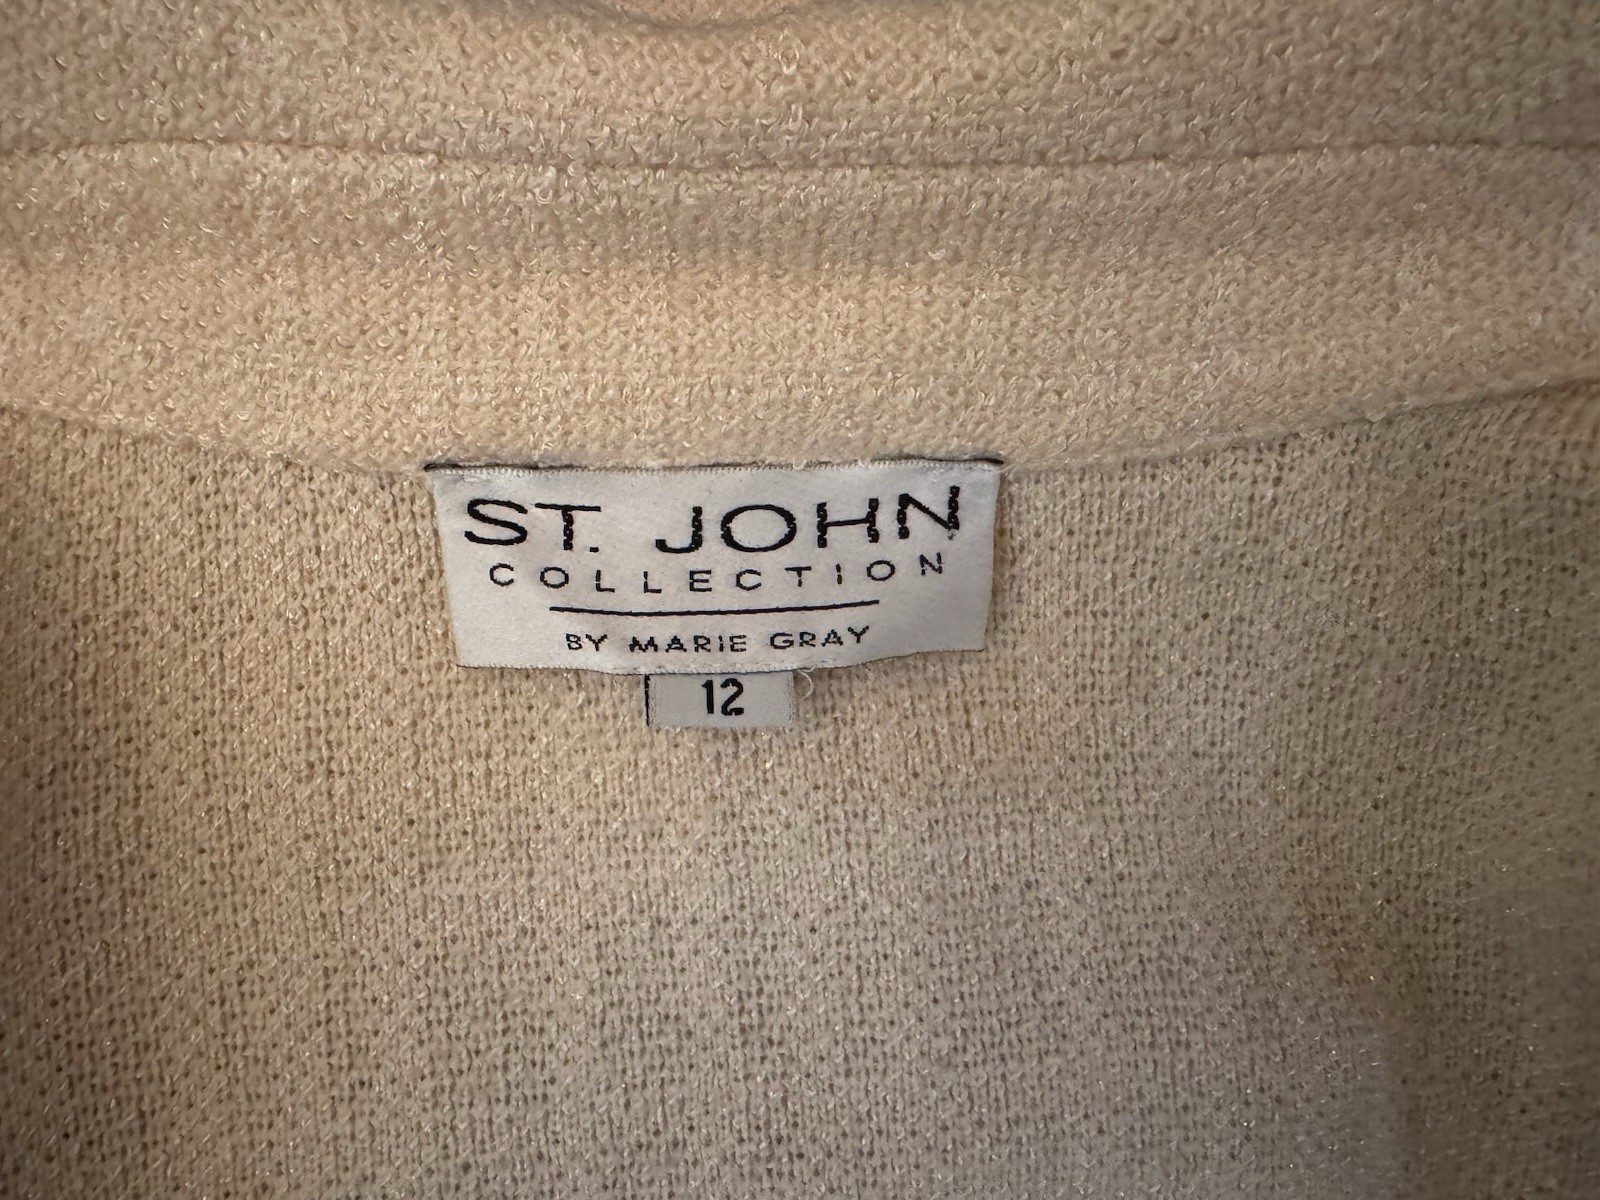 ST. JOHN
COLLECTION
BY MARIE GRAY
12